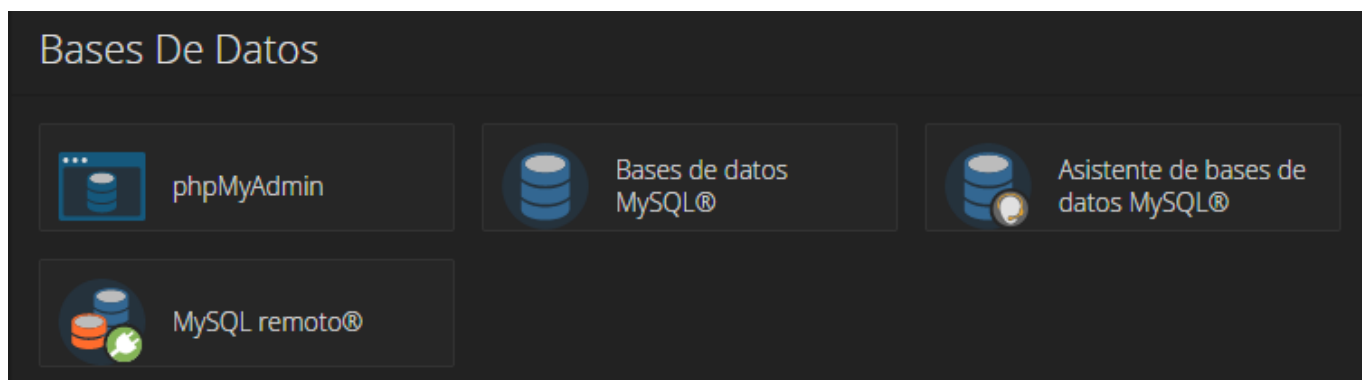 Bases De Datos
phpMyAdmin
Bases de datos
MySQL®
Asistente de bases de
datos MySQL®
MySQL remoto®